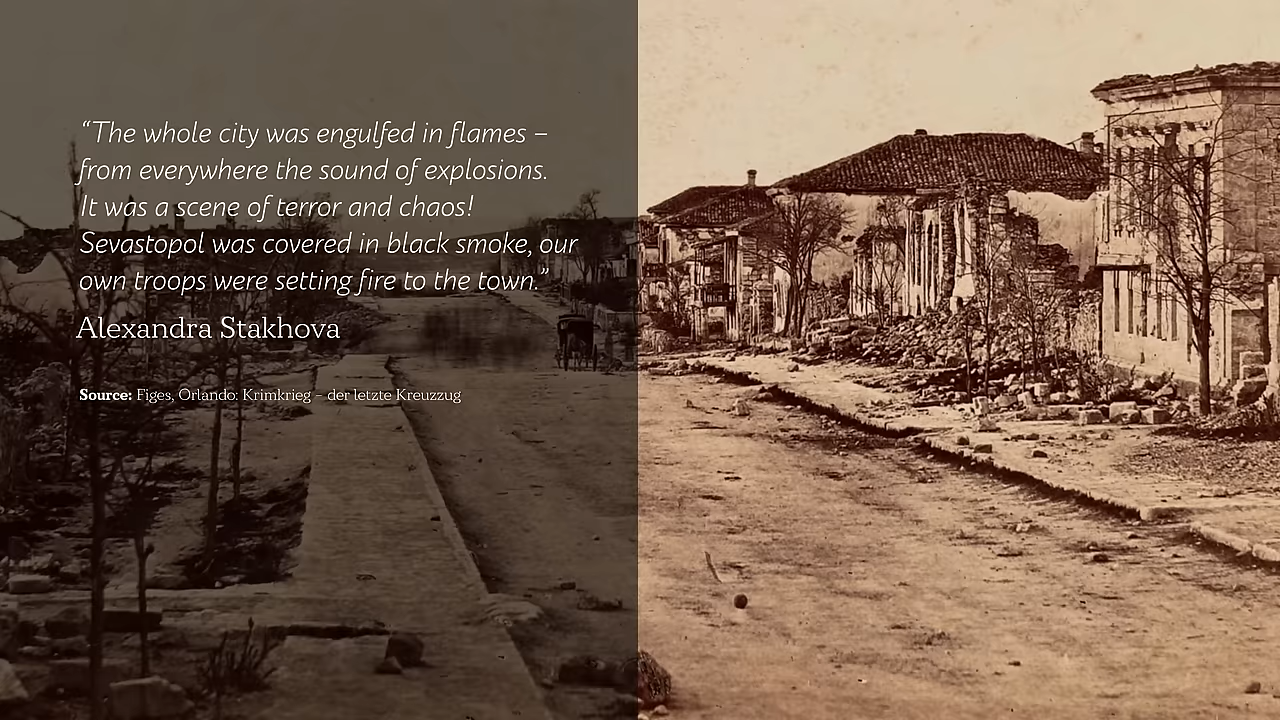 “The whole city was engulfed in flames –
from everywhere the sound of explosions.
It was a scene of terror and chaos!
Sevastopol was covered in black smoke, our
own troops were setting fire to the town.”
Alexandra Stakhova
Source: Figes, Orlando: Krimkrieg – der letzte Kreuzzug